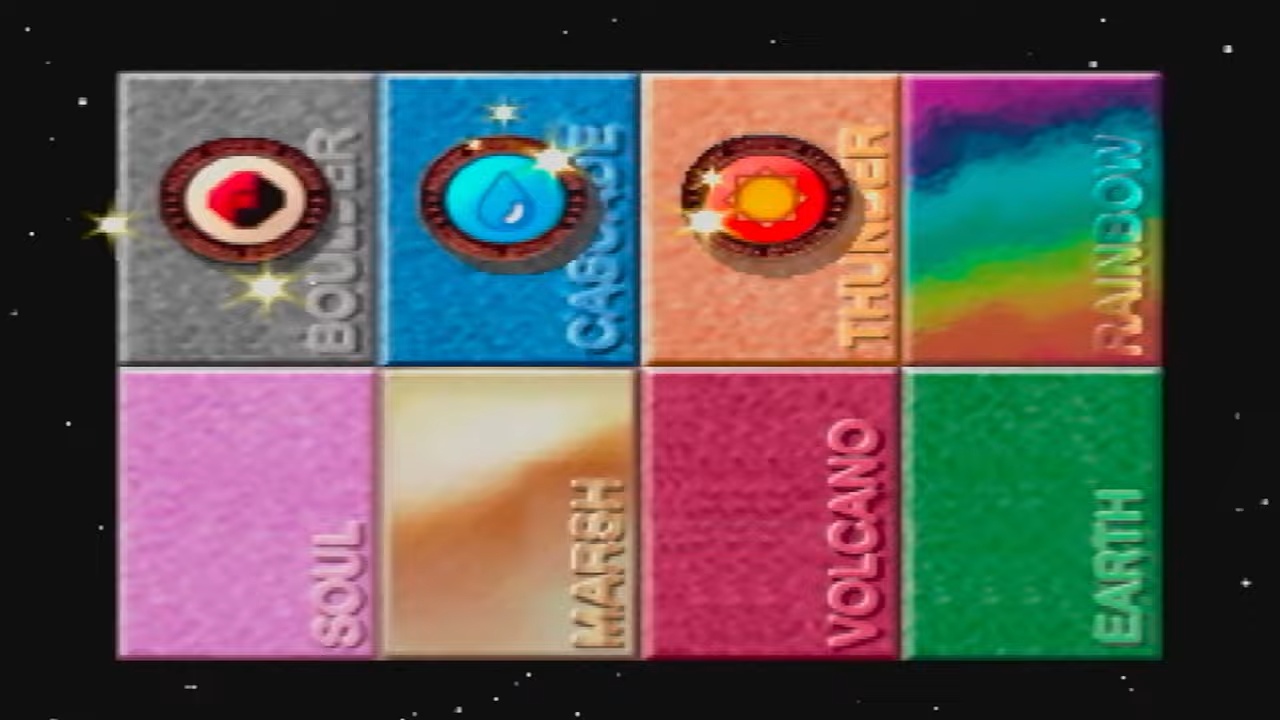 BOULDER
CASCADE
THUNDER
RAINBOW
SOUL
MARSH
VOLCANO
EARTH